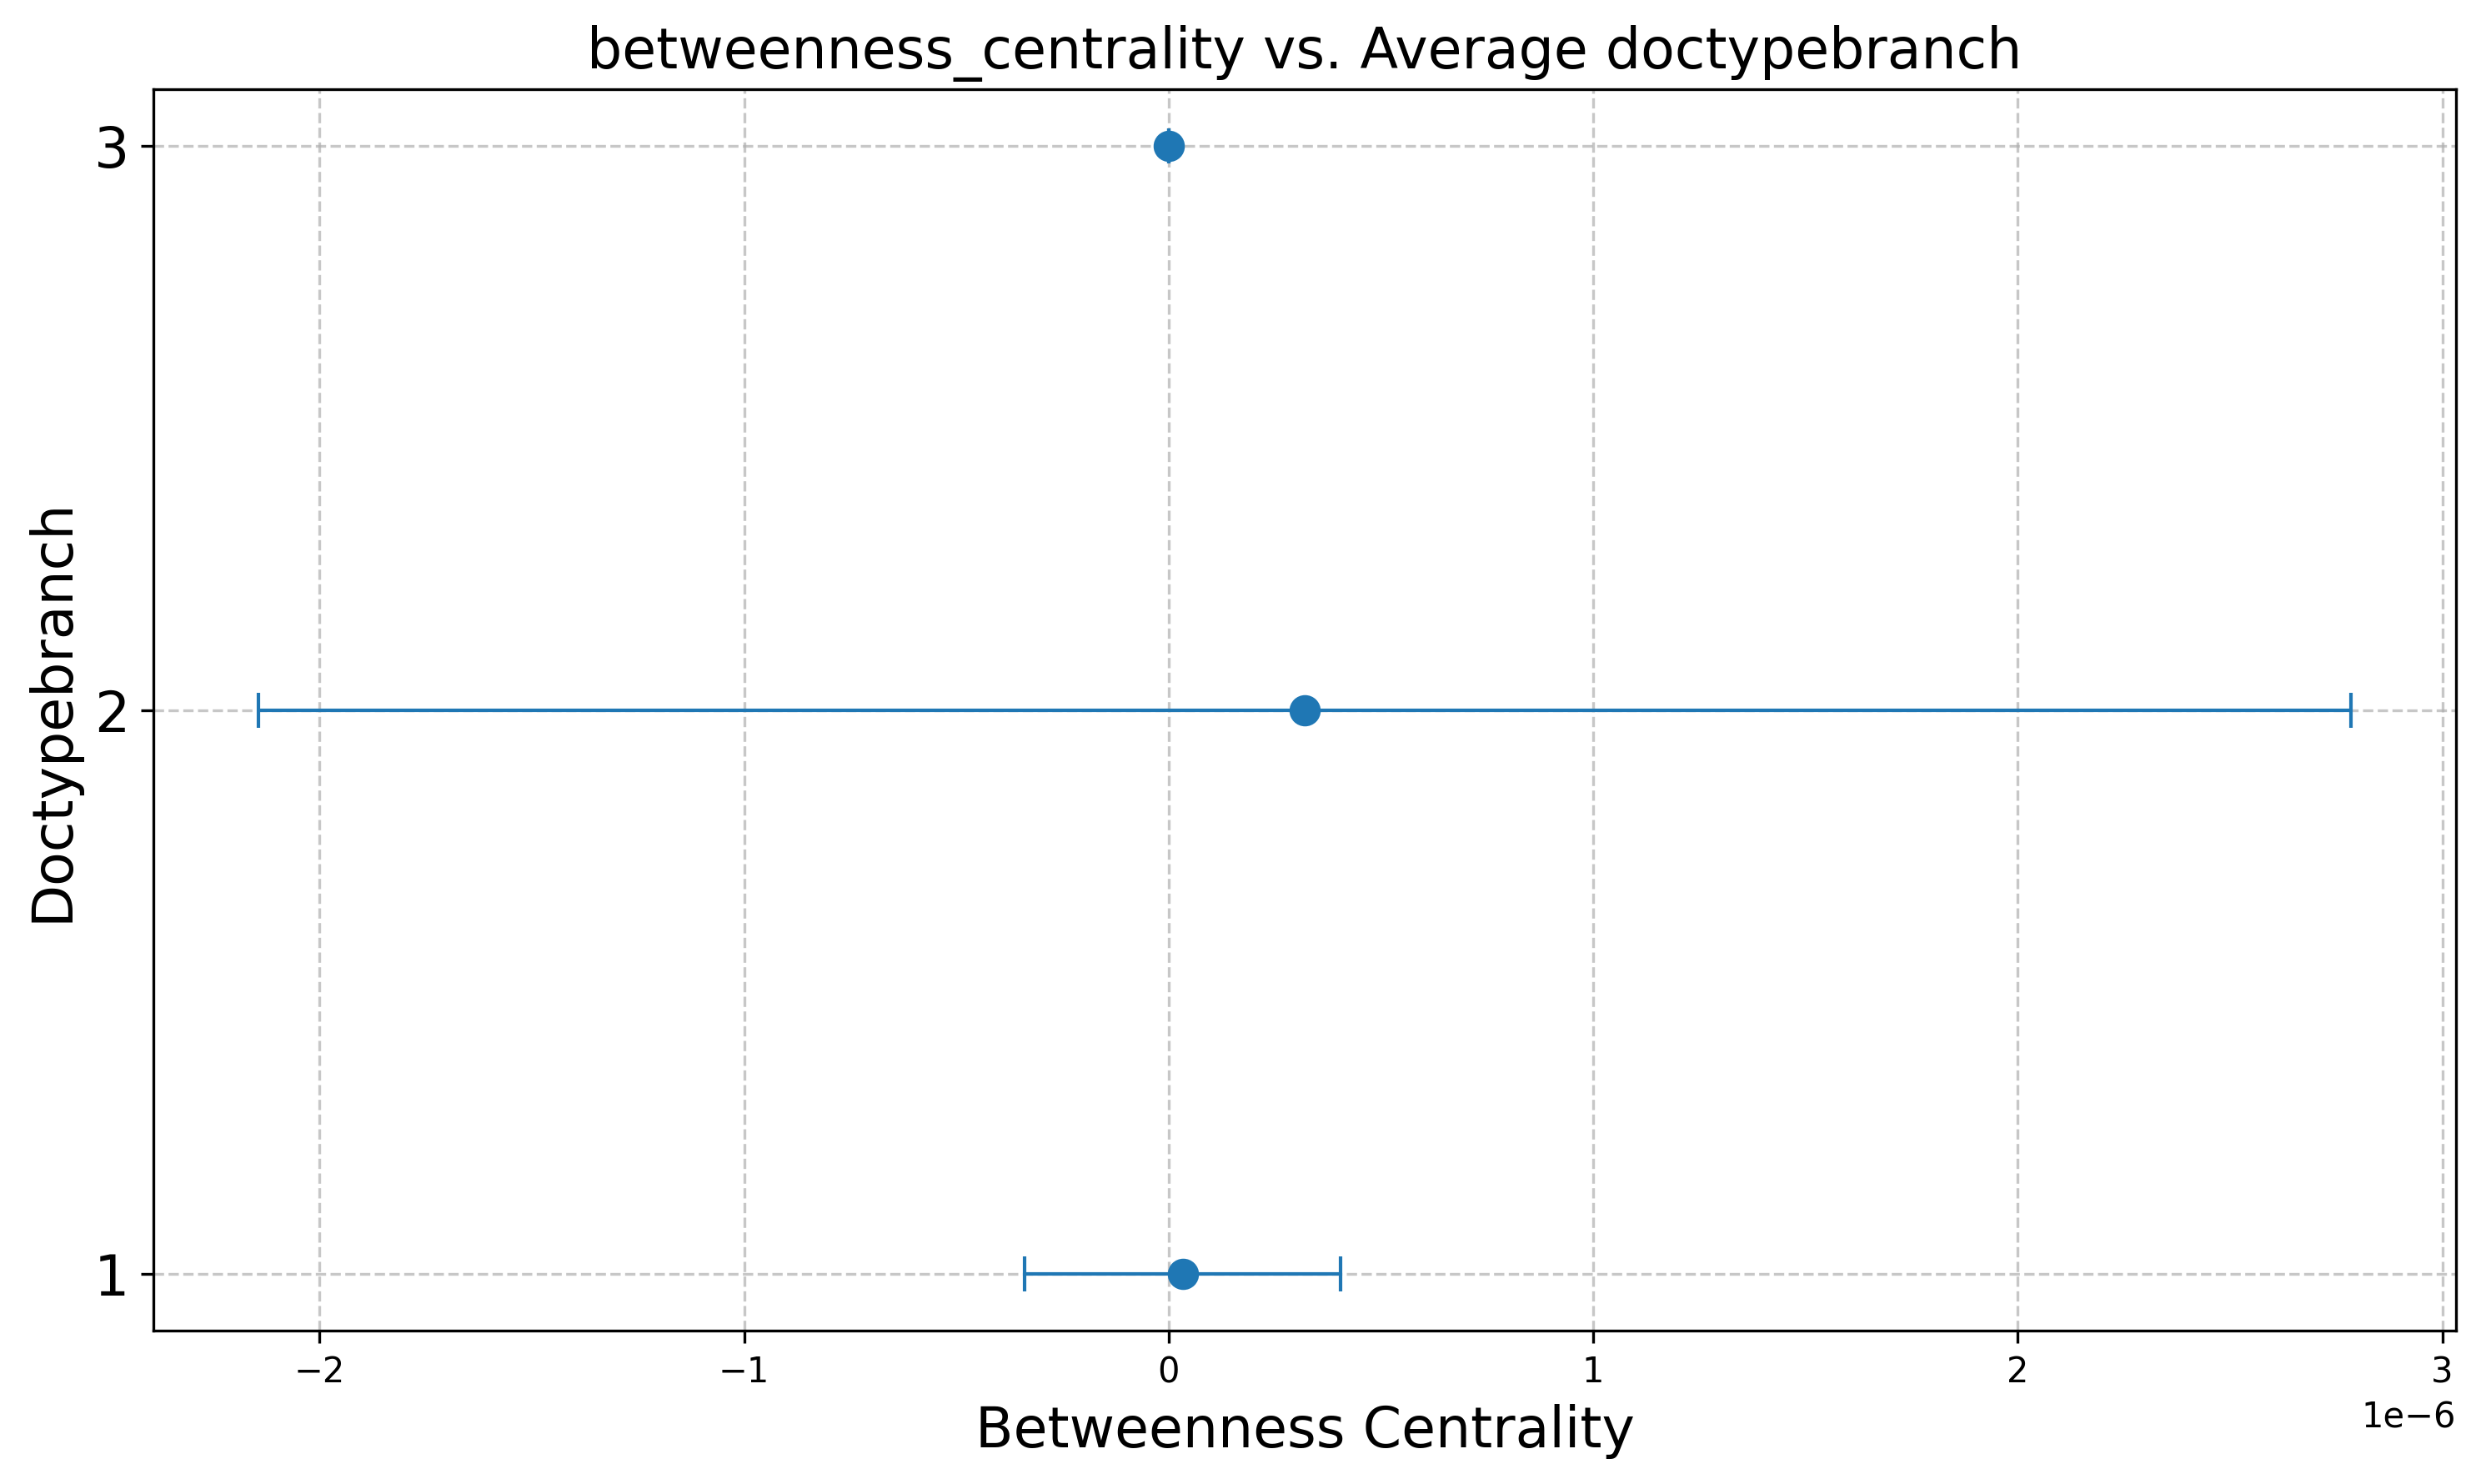 betweenness_centrality vs. Average doctypebranch
3
2
1
Doctypebranch
−2 −1 0 1 2 3
1e−6
Betweenness Centrality